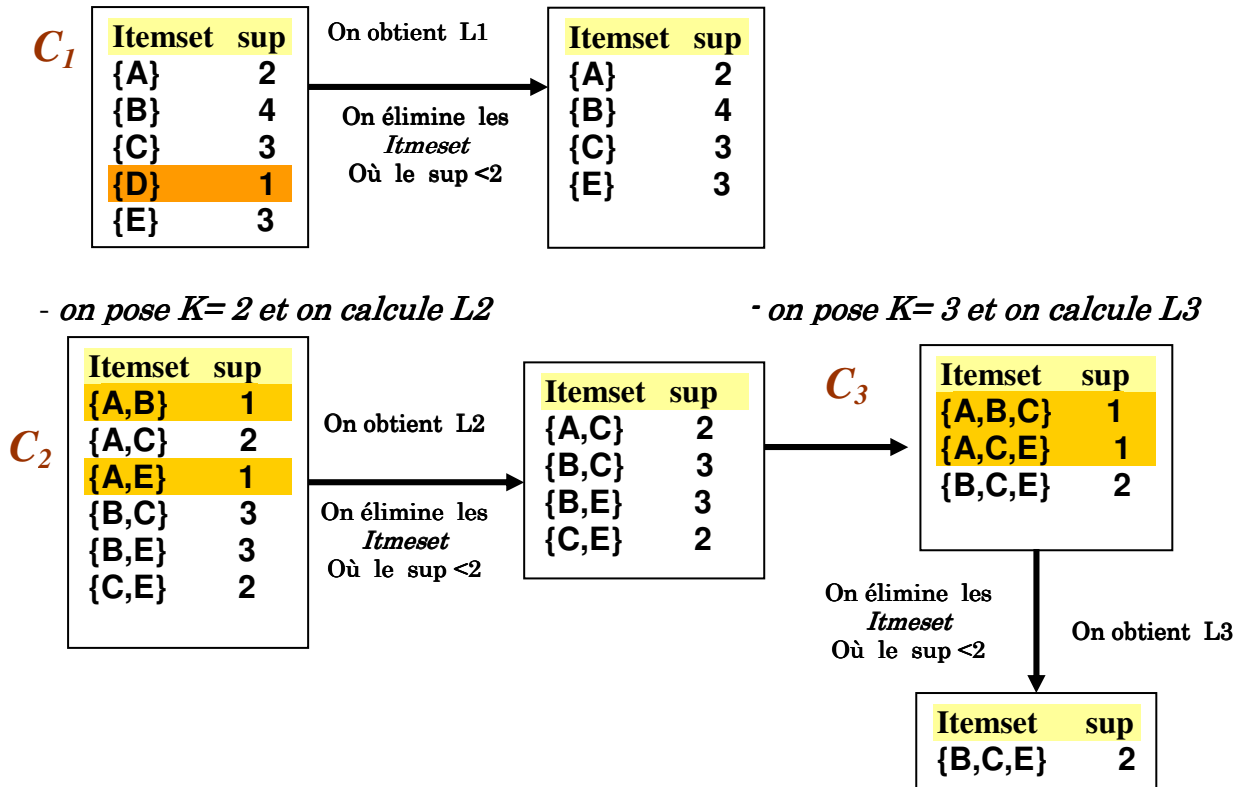 C1
Itemset sup
{A} 2
{B} 4
{C} 3
{D} 1
{E} 3
On obtient L1
On élimine les
Itmeset
Où le sup <2
Itemset sup
{A} 2
{B} 4
{C} 3
{E} 3
- on pose K= 2 et on calcule L2
C2
Itemset sup
{A,B} 1
{A,C} 2
{A,E} 1
{B,C} 3
{B,E} 3
{C,E} 2
On obtient L2
On élimine les
Itmeset
Où le sup <2
Itemset sup
{A,C} 2
{B,C} 3
{B,E} 3
{C,E} 2
- on pose K= 3 et on calcule L3
C3
Itemset sup
{A,B,C} 1
{A,C,E} 1
{B,C,E} 2
On élimine les
Itmeset
Où le sup <2
On obtient L3
Itemset sup
{B,C,E} 2